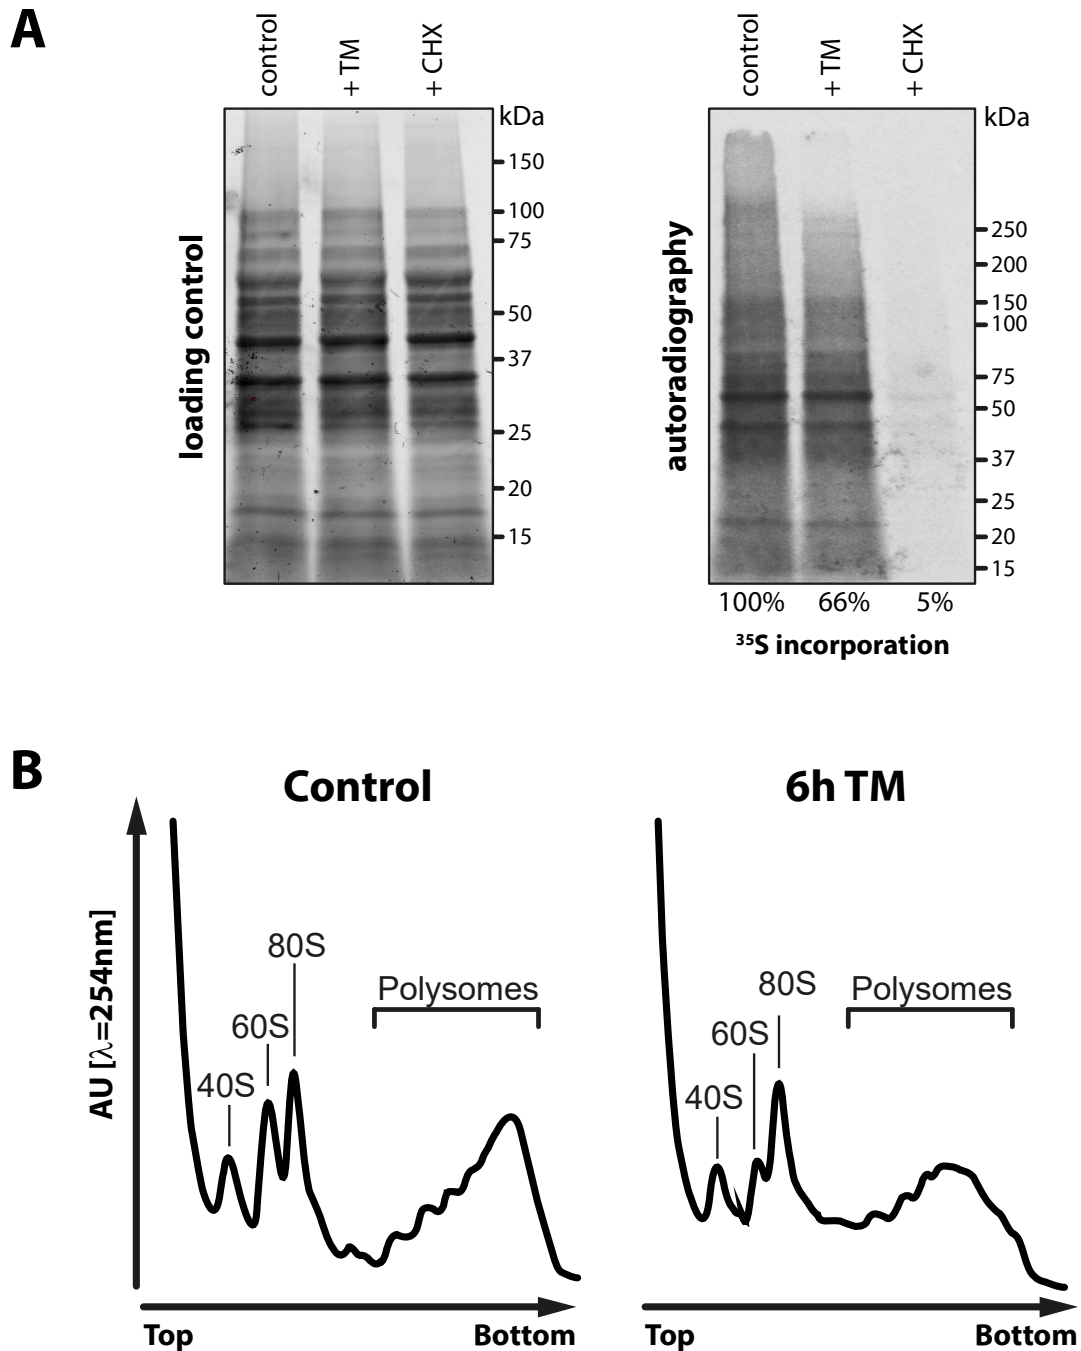 A
control
+ TM
+ CHX
kDa
150
100
75
50
37
25
20
15
loading control
control
+ TM
+ CHX
kDa
250
200
150
100
75
50
37
25
20
15
autoradiography
100% 66% 5%
³⁵S incorporation
B
Control
6h TM
AU [λ=254nm]
80S
Polysomes
60S
40S
80S
Polysomes
60S
40S
Top Bottom
Top Bottom